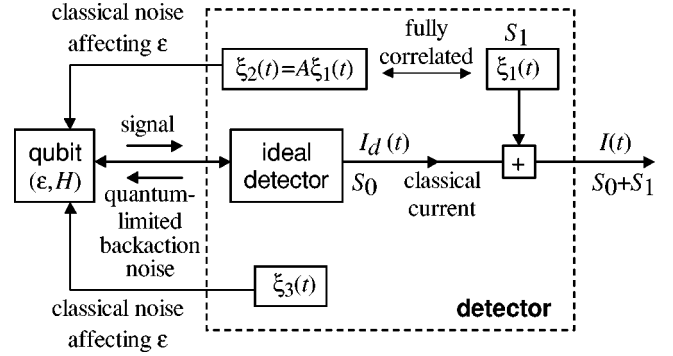 classical noise
affecting ε
ξ2(t)=Aξ1(t)
fully
correlated
S1
ξ1(t)
signal
qubit
(ε,H)
quantum-
limited
backaction
noise
ideal
detector
Id (t)
S0
classical
current
+
I(t)
S0+S1
ξ3(t)
classical noise
affecting ε
detector